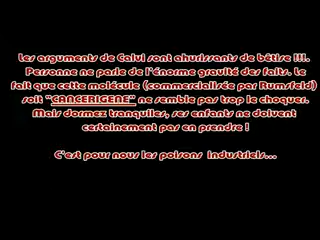 Les arguments de Calvi sont ahurissants de bêtise !!!.
Personne ne parle de l'énorme gravité des faits. Le
fait que cette molécule (commercialisée par Rumsfeld)
soit "CANCERIGENE" ne semble pas trop le choquer.
Mais dormez tranquiles, ses enfants ne doivent
certainement pas en prendre !
C'est pour nous les poisons Industriels...